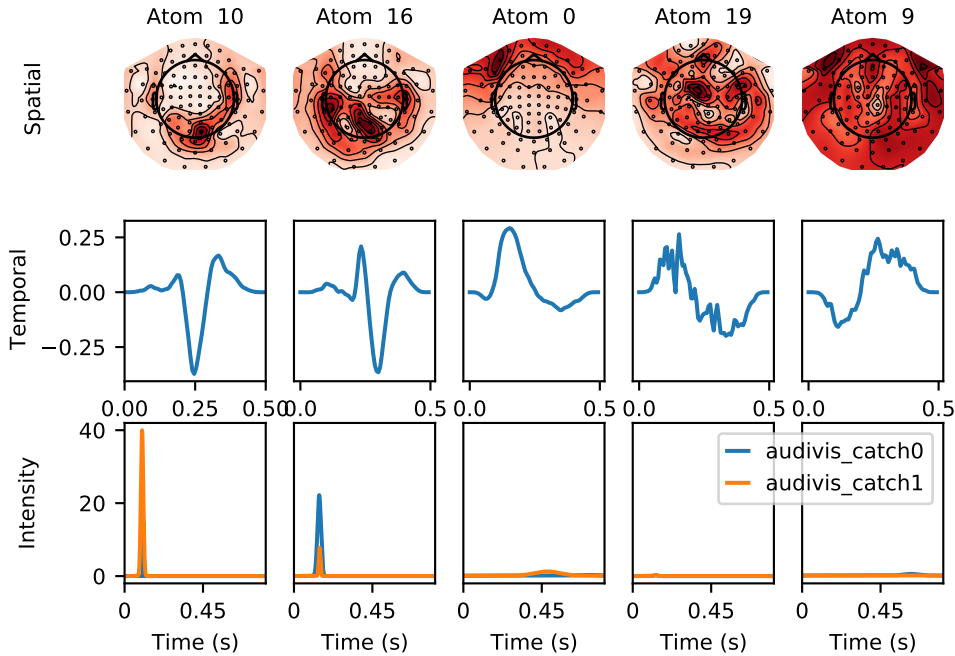 Atom 10 Atom 16 Atom 0 Atom 19 Atom 9
Spatial
Temporal
0.25
0.00
−0.25
0.00 0.25 0.50 0.0 0.5 0.0 0.5 0.0 0.5 0.0 0.5
Intensity
40
20
0
audivis_catch0
audivis_catch1
0 0.45 0 0.45 0 0.45 0 0.45 0 0.45
Time (s) Time (s) Time (s) Time (s) Time (s)